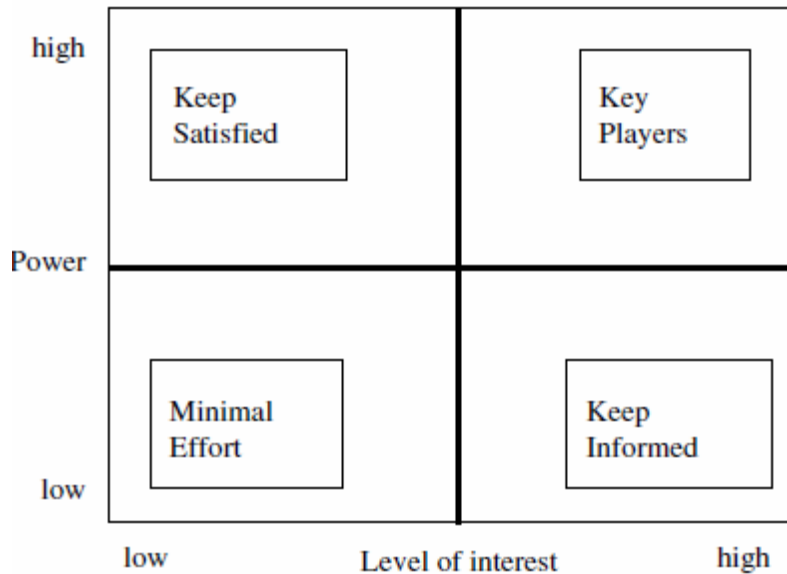 high
Keep
Satisfied
Key
Players
Power
Minimal
Effort
Keep
Informed
low
low
Level of interest
high